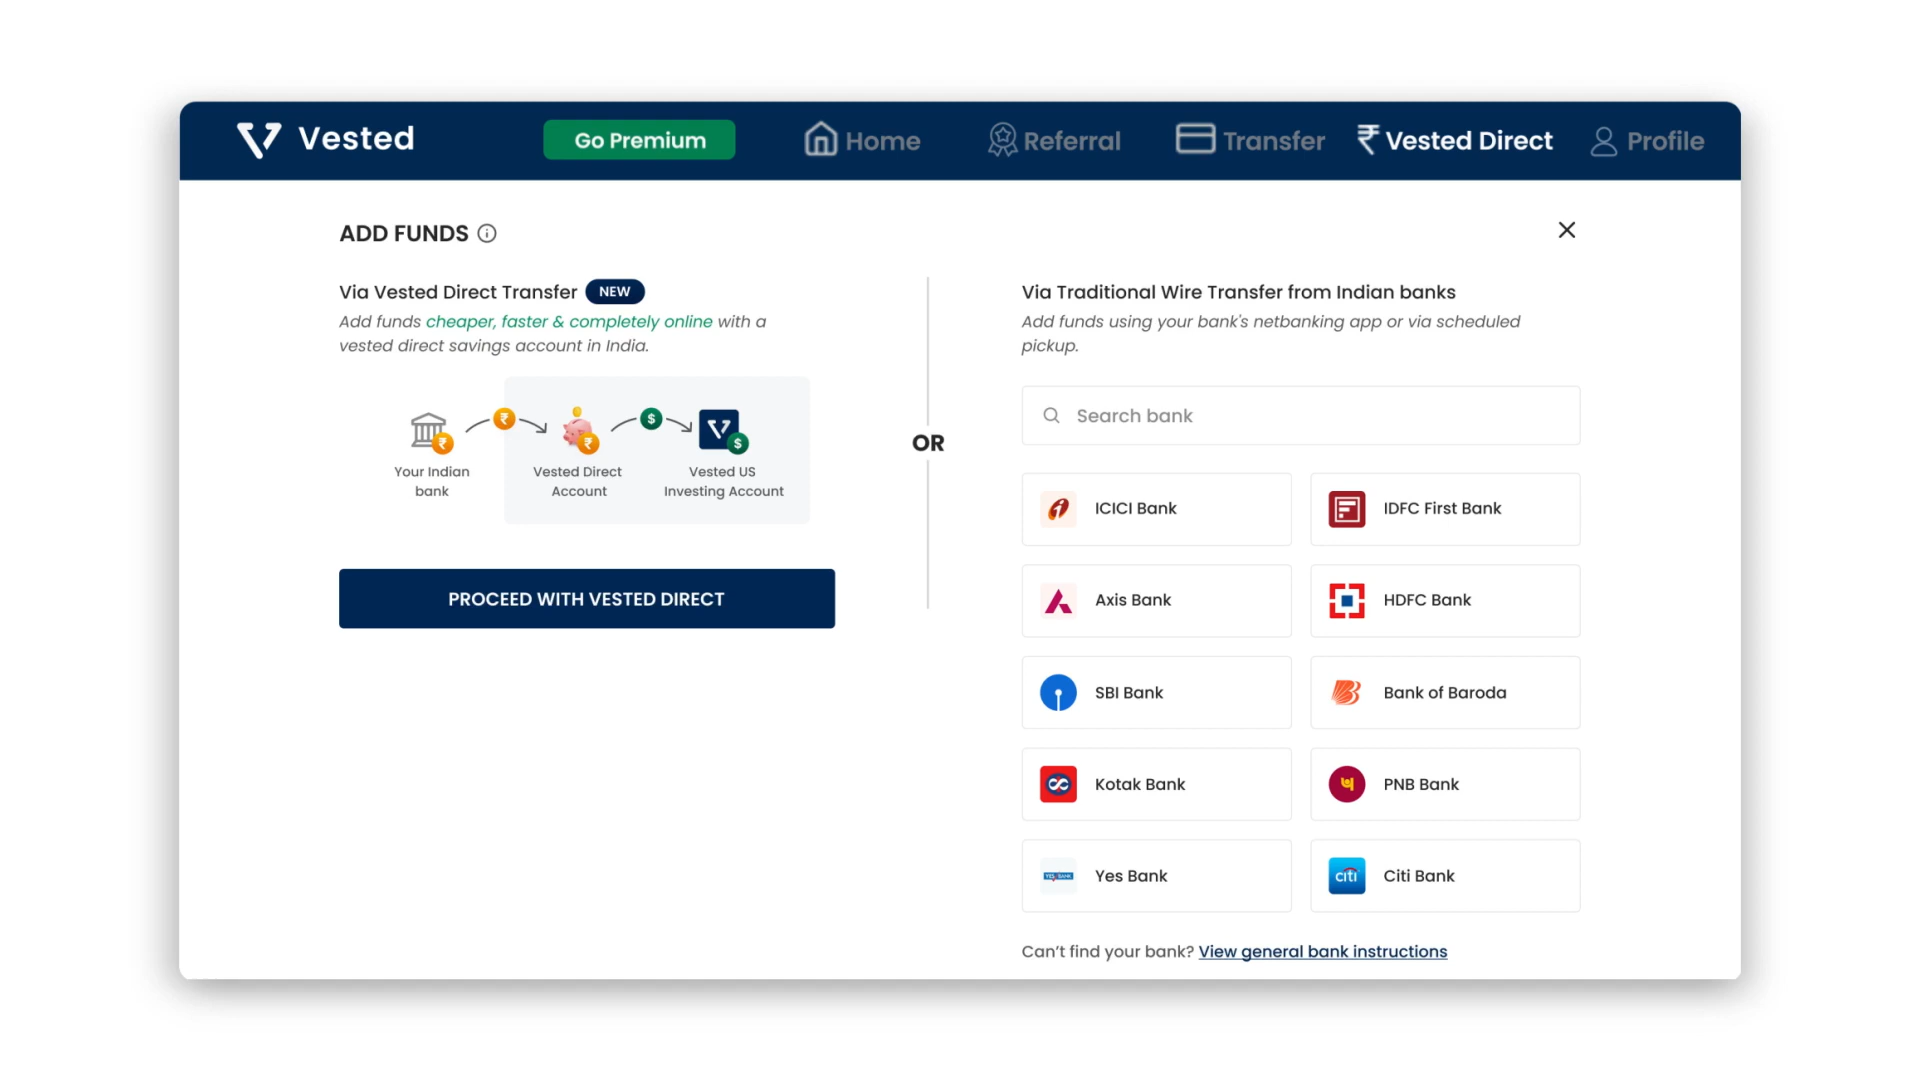 Vested
Go Premium
Home
Referral
Transfer
₹ Vested Direct
Profile
ADD FUNDS
Via Vested Direct Transfer NEW
Add funds cheaper, faster & completely online with a
vested direct savings account in India.
₹
$
₹
₹
$
Your Indian
bank
Vested Direct
Account
Vested US
Investing Account
PROCEED WITH VESTED DIRECT
OR
Via Traditional Wire Transfer from Indian banks
Add funds using your bank's netbanking app or via scheduled
pickup.
Search bank
ICICI Bank
IDFC First Bank
Axis Bank
HDFC Bank
SBI Bank
Bank of Baroda
Kotak Bank
PNB Bank
YES BANK
Yes Bank
citi
Citi Bank
Can't find your bank? View general bank instructions